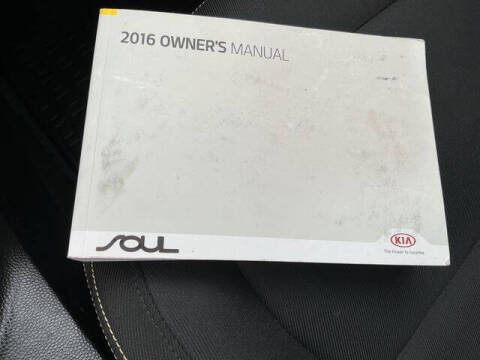 2016 OWNER'S MANUAL
SOUL
KIA
The Power to Surprise